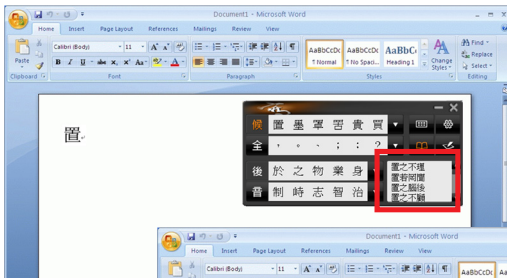 Document1 - Microsoft Word
Home Insert Page Layout References Mailings Review View
Calibri (Body) 11
AaBbCcDc AaBbCcDc AaBbC
Paste
B I U abc x₂ x² Aa A
¶ Normal ¶ No Spaci... Heading 1
Change Styles
Find
Replace
Select
Clipboard Font Paragraph Styles Editing
置
候 置 墨 罩 罟 貴 買
全 , 。 、 ; : ?
後 於 之 物 業 身
音 制 時 志 智 治
置之不理
置若罔聞
置之腦後
置之不顧
Document1 - Microsoft Word
Home Insert Page Layout References Mailings Review View
Calibri (Body) 11
AaBbCcDc